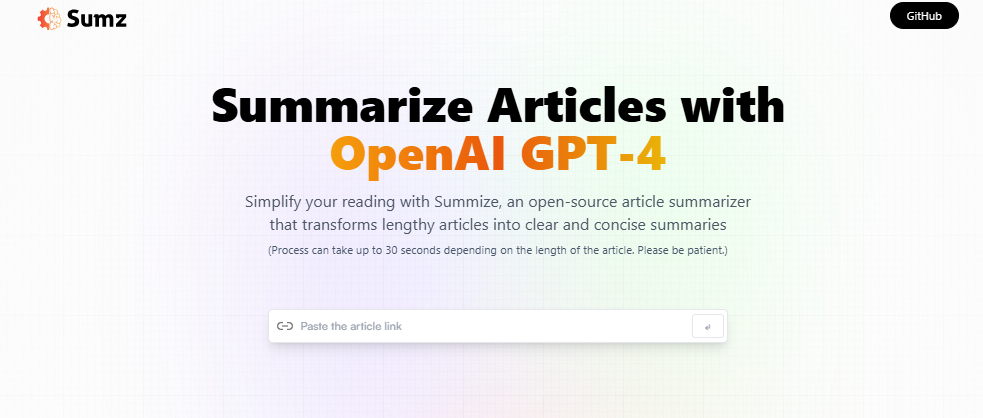 Sumz
GitHub
Summarize Articles with
OpenAI GPT-4
Simplify your reading with Summize, an open-source article summarizer
that transforms lengthy articles into clear and concise summaries
(Process can take up to 30 seconds depending on the length of the article. Please be patient.)
Paste the article link